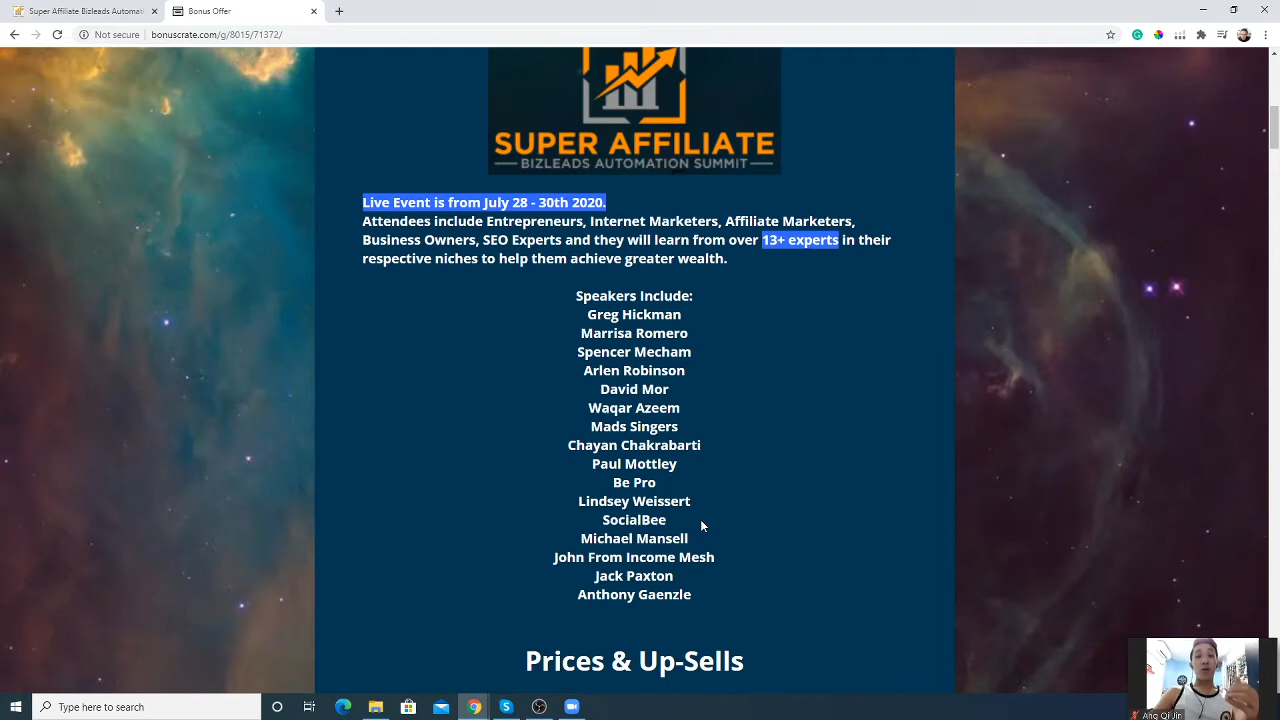 Super Affiliate Bizleads Automati
Bonus Offer
Not secure
bonuscrate.com/g/8015/71372/
SUPER AFFILIATE
BIZLEADS AUTOMATION SUMMIT
Live Event is from July 28 - 30th 2020.
Attendees include Entrepreneurs, Internet Marketers, Affiliate Marketers,
Business Owners, SEO Experts and they will learn from over 13+ experts in their
respective niches to help them achieve greater wealth.
Speakers Include:
Greg Hickman
Marrisa Romero
Spencer Mecham
Arlen Robinson
David Mor
Waqar Azeem
Mads Singers
Chayan Chakrabarti
Paul Mottley
Be Pro
Lindsey Weissert
SocialBee
Michael Mansell
John From Income Mesh
Jack Paxton
Anthony Gaenzle
Prices & Up-Sells
Type here to search
Ang Qi Jin